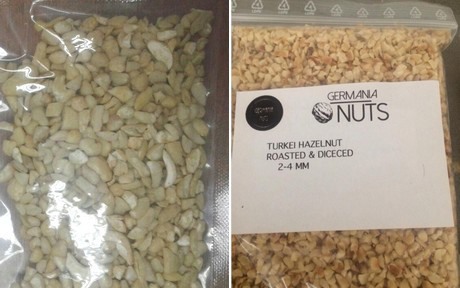 GERMANIA
NUTS
TURKEI HAZELNUT
ROASTED & DICECED
2-4 MM